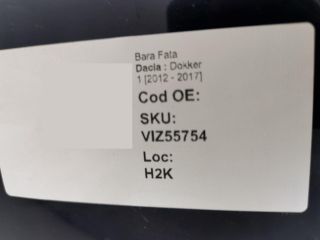 Bara Fata
Dacia : Dokker
1 [2012 - 2017]
Cod OE:
SKU:
VIZ55754
Loc:
H2K